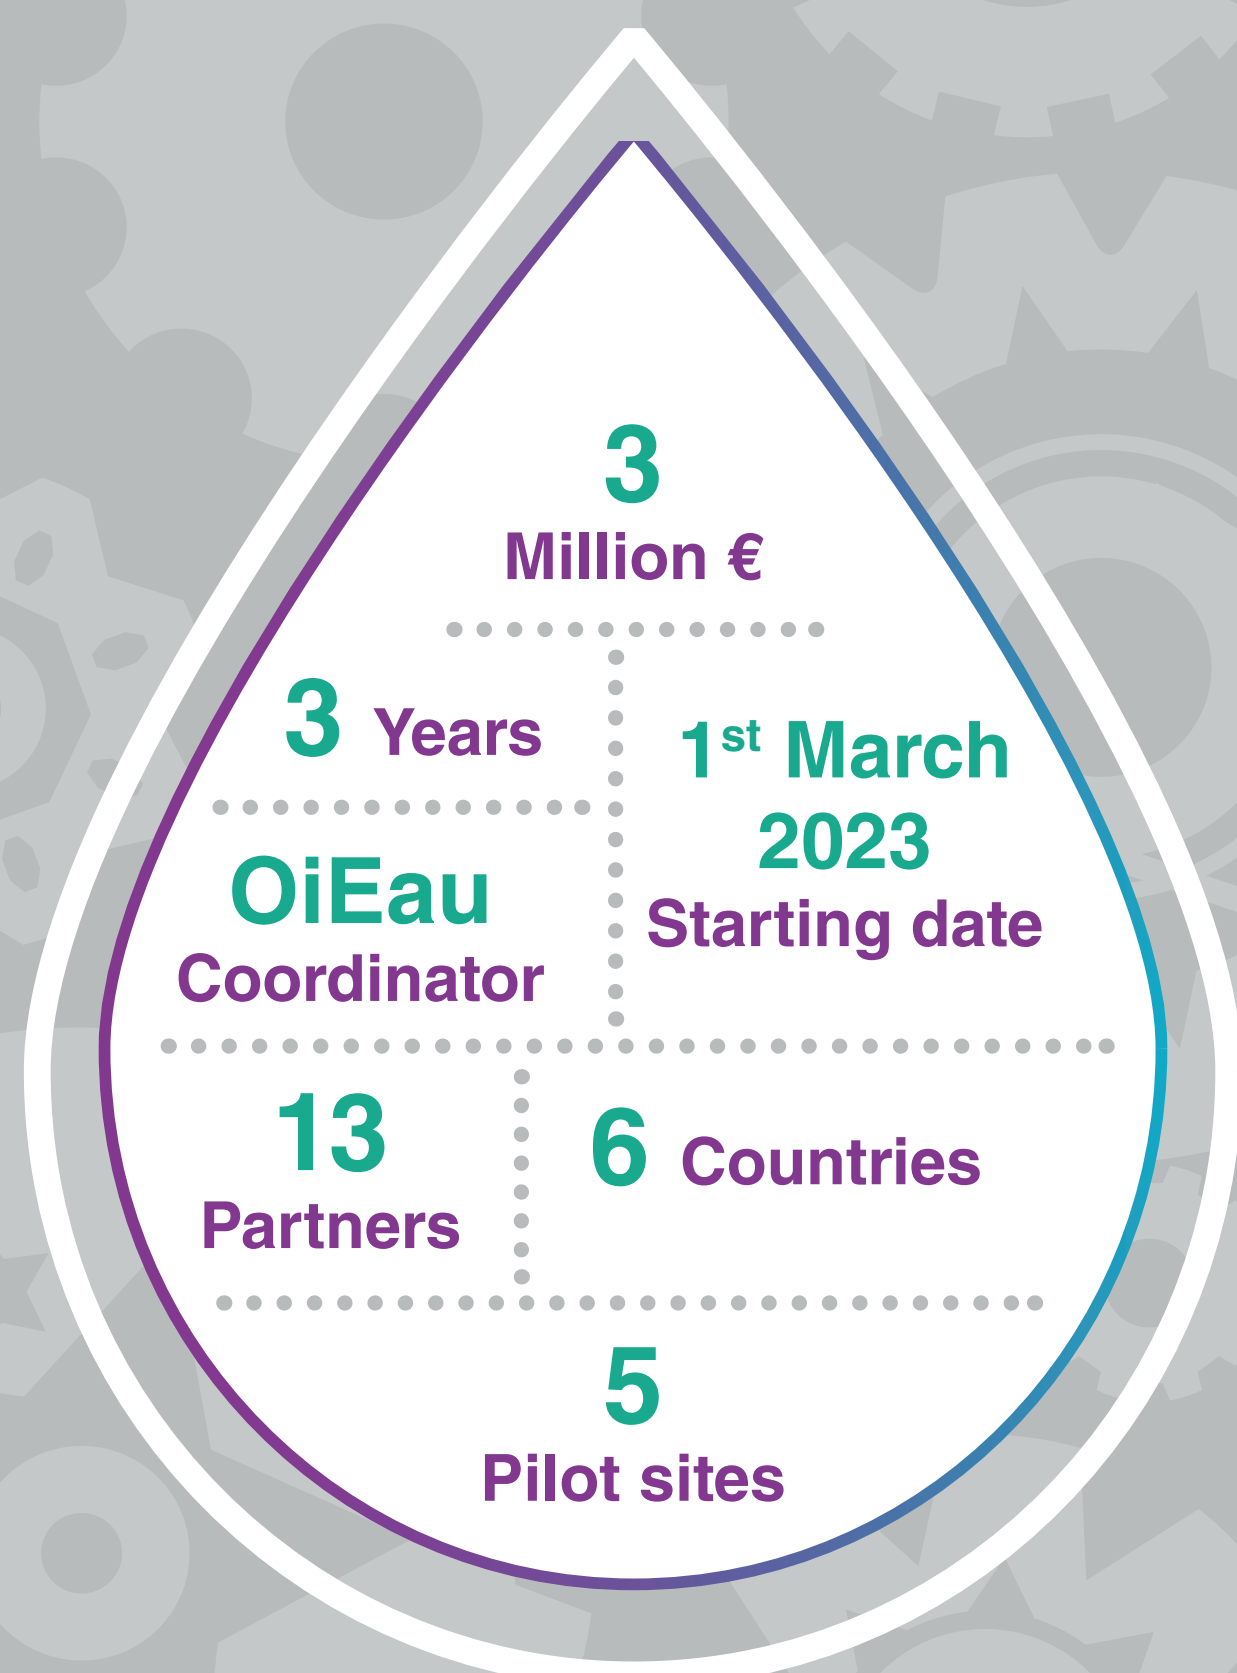 3
Million €
3 Years
1st March
2023
Starting date
OiEau
Coordinator
13
Partners
6 Countries
5
Pilot sites